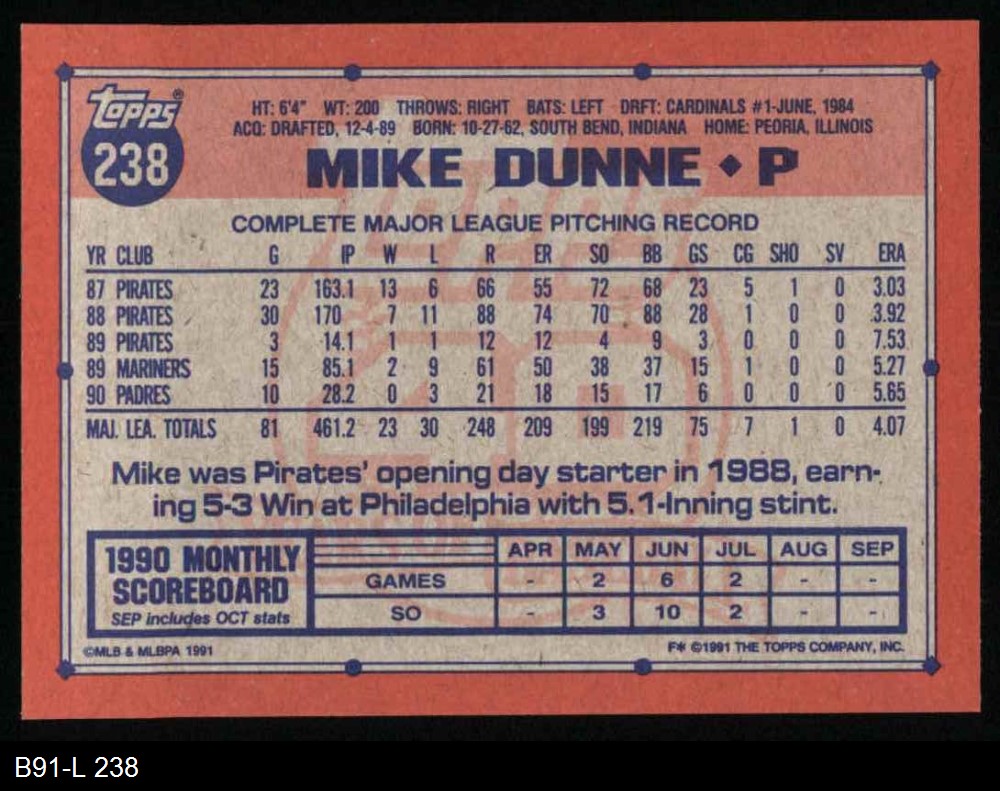 topps®
238
HT: 6'4" WT: 200 THROWS: RIGHT BATS: LEFT DRFT: CARDINALS #1-JUNE, 1984
ACQ: DRAFTED, 12-4-89 BORN: 10-27-62, SOUTH BEND, INDIANA HOME: PEORIA, ILLINOIS
MIKE DUNNE ◆ P
COMPLETE MAJOR LEAGUE PITCHING RECORD
YR CLUB G IP W L R ER SO BB GS CG SHO SV ERA
87 PIRATES 23 163.1 13 6 66 55 72 68 23 5 1 0 3.03
88 PIRATES 30 170 7 11 88 74 70 88 28 1 0 0 3.92
89 PIRATES 3 14.1 1 1 12 12 4 9 3 0 0 0 7.53
89 MARINERS 15 85.1 2 9 61 50 38 37 15 1 0 0 5.27
90 PADRES 10 28.2 0 3 21 18 15 17 6 0 0 0 5.65
MAJ. LEA. TOTALS 81 461.2 23 30 248 209 199 219 75 7 1 0 4.07
Mike was Pirates' opening day starter in 1988, earn-
ing 5-3 Win at Philadelphia with 5.1-Inning stint.
1990 MONTHLY
SCOREBOARD
SEP includes OCT stats
APR MAY JUN JUL AUG SEP
GAMES - 2 6 2 - -
SO - 3 10 2 - -
©MLB & MLBPA 1991
F* ©1991 THE TOPPS COMPANY, INC.
B91-L 238